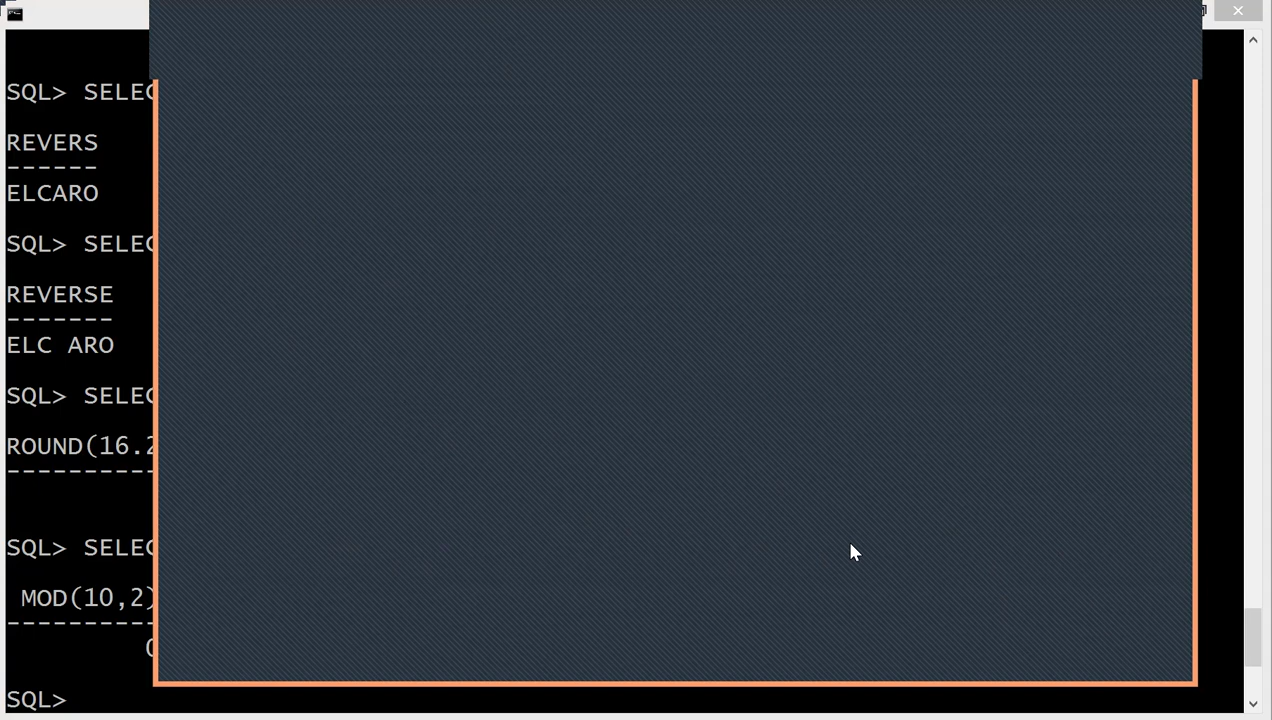 SQL> SELEC
REVERS
------
ELCARO
SQL> SELEC
REVERSE
-------
ELC ARO
SQL> SELEC
ROUND(16.2
----------
SQL> SELEC
MOD(10,2)
----------
0
SQL>